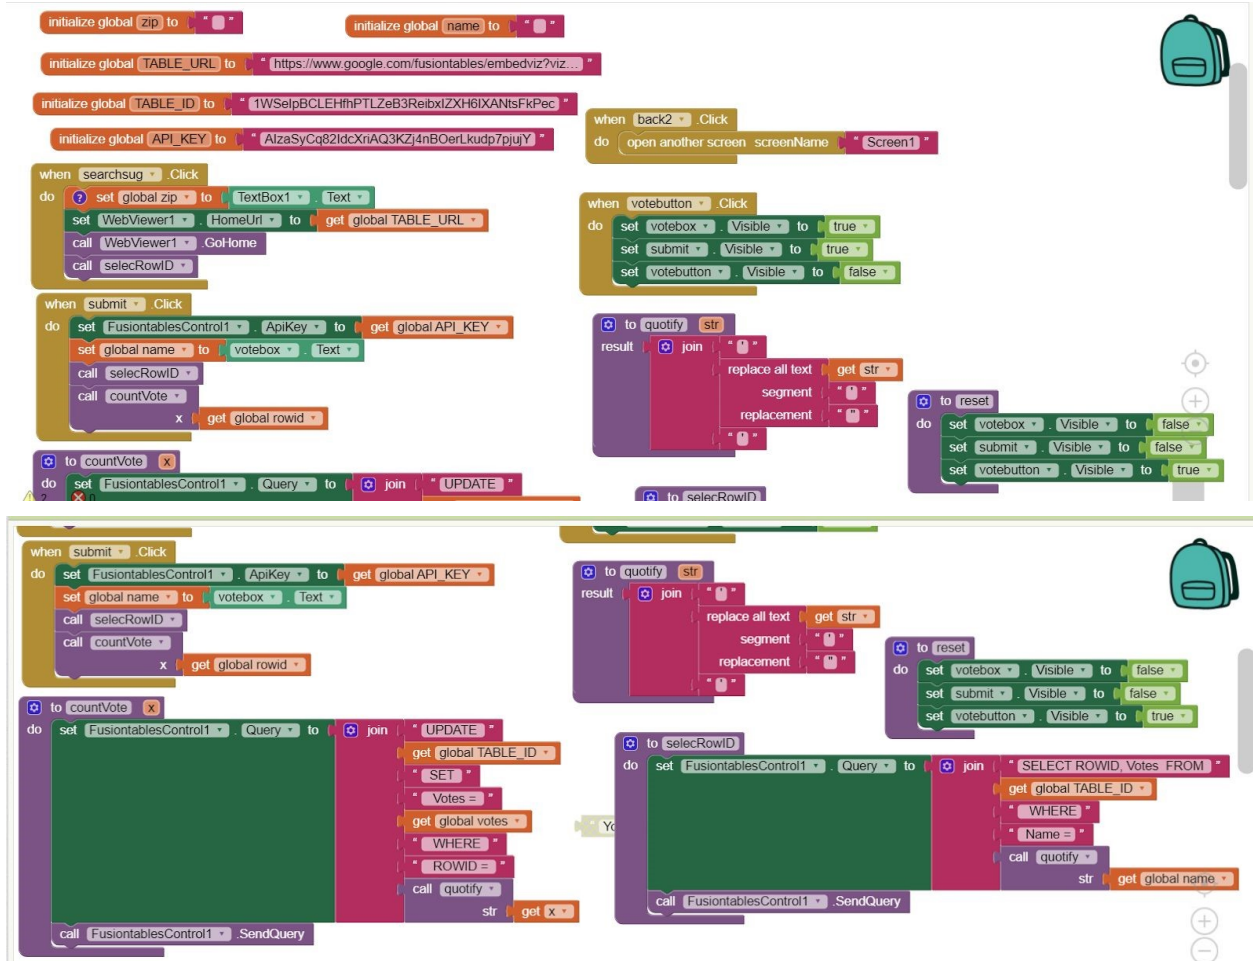 initialize global zip to " "
initialize global name to " "
initialize global TABLE_URL to " https://www.google.com/fusiontables/embedviz?viz... "
initialize global TABLE_ID to "
initialize global API_KEY to "
when back2 .Click
do open another screen screenName " Screen1 "
when searchsug .Click
do ? set global zip to TextBox1 . Text
set WebViewer1 . HomeUrl to get global TABLE_URL
call WebViewer1 .GoHome
call selecRowID
when votebutton .Click
do set votebox . Visible to true
set submit . Visible to true
set votebutton . Visible to false
when submit .Click
do set FusiontablesControl1 . ApiKey to get global API_KEY
set global name to votebox . Text
call selecRowID
call countVote
x get global rowid
to quotify str
result join " ' "
replace all text get str
segment " ' "
replacement " '' "
" ' "
to reset
do set votebox . Visible to false
set submit . Visible to false
set votebutton . Visible to true
to countVote x
do set FusiontablesControl1 . Query to join " UPDATE "
2 0
to selecRowID
when submit .Click
do set FusiontablesControl1 . ApiKey to get global API_KEY
set global name to votebox . Text
call selecRowID
call countVote
x get global rowid
to quotify str
result join " ' "
replace all text get str
segment " ' "
replacement " '' "
" ' "
to reset
do set votebox . Visible to false
set submit . Visible to false
set votebutton . Visible to true
to countVote x
do set FusiontablesControl1 . Query to join " UPDATE "
get global TABLE_ID
" SET "
" Votes = "
get global votes
" WHERE "
" ROWID = "
call quotify
str get x
call FusiontablesControl1 .SendQuery
" Yo
to selecRowID
do set FusiontablesControl1 . Query to join " SELECT ROWID, Votes FROM "
get global TABLE_ID
" WHERE "
" Name = "
call quotify
str get global name
call FusiontablesControl1 .SendQuery